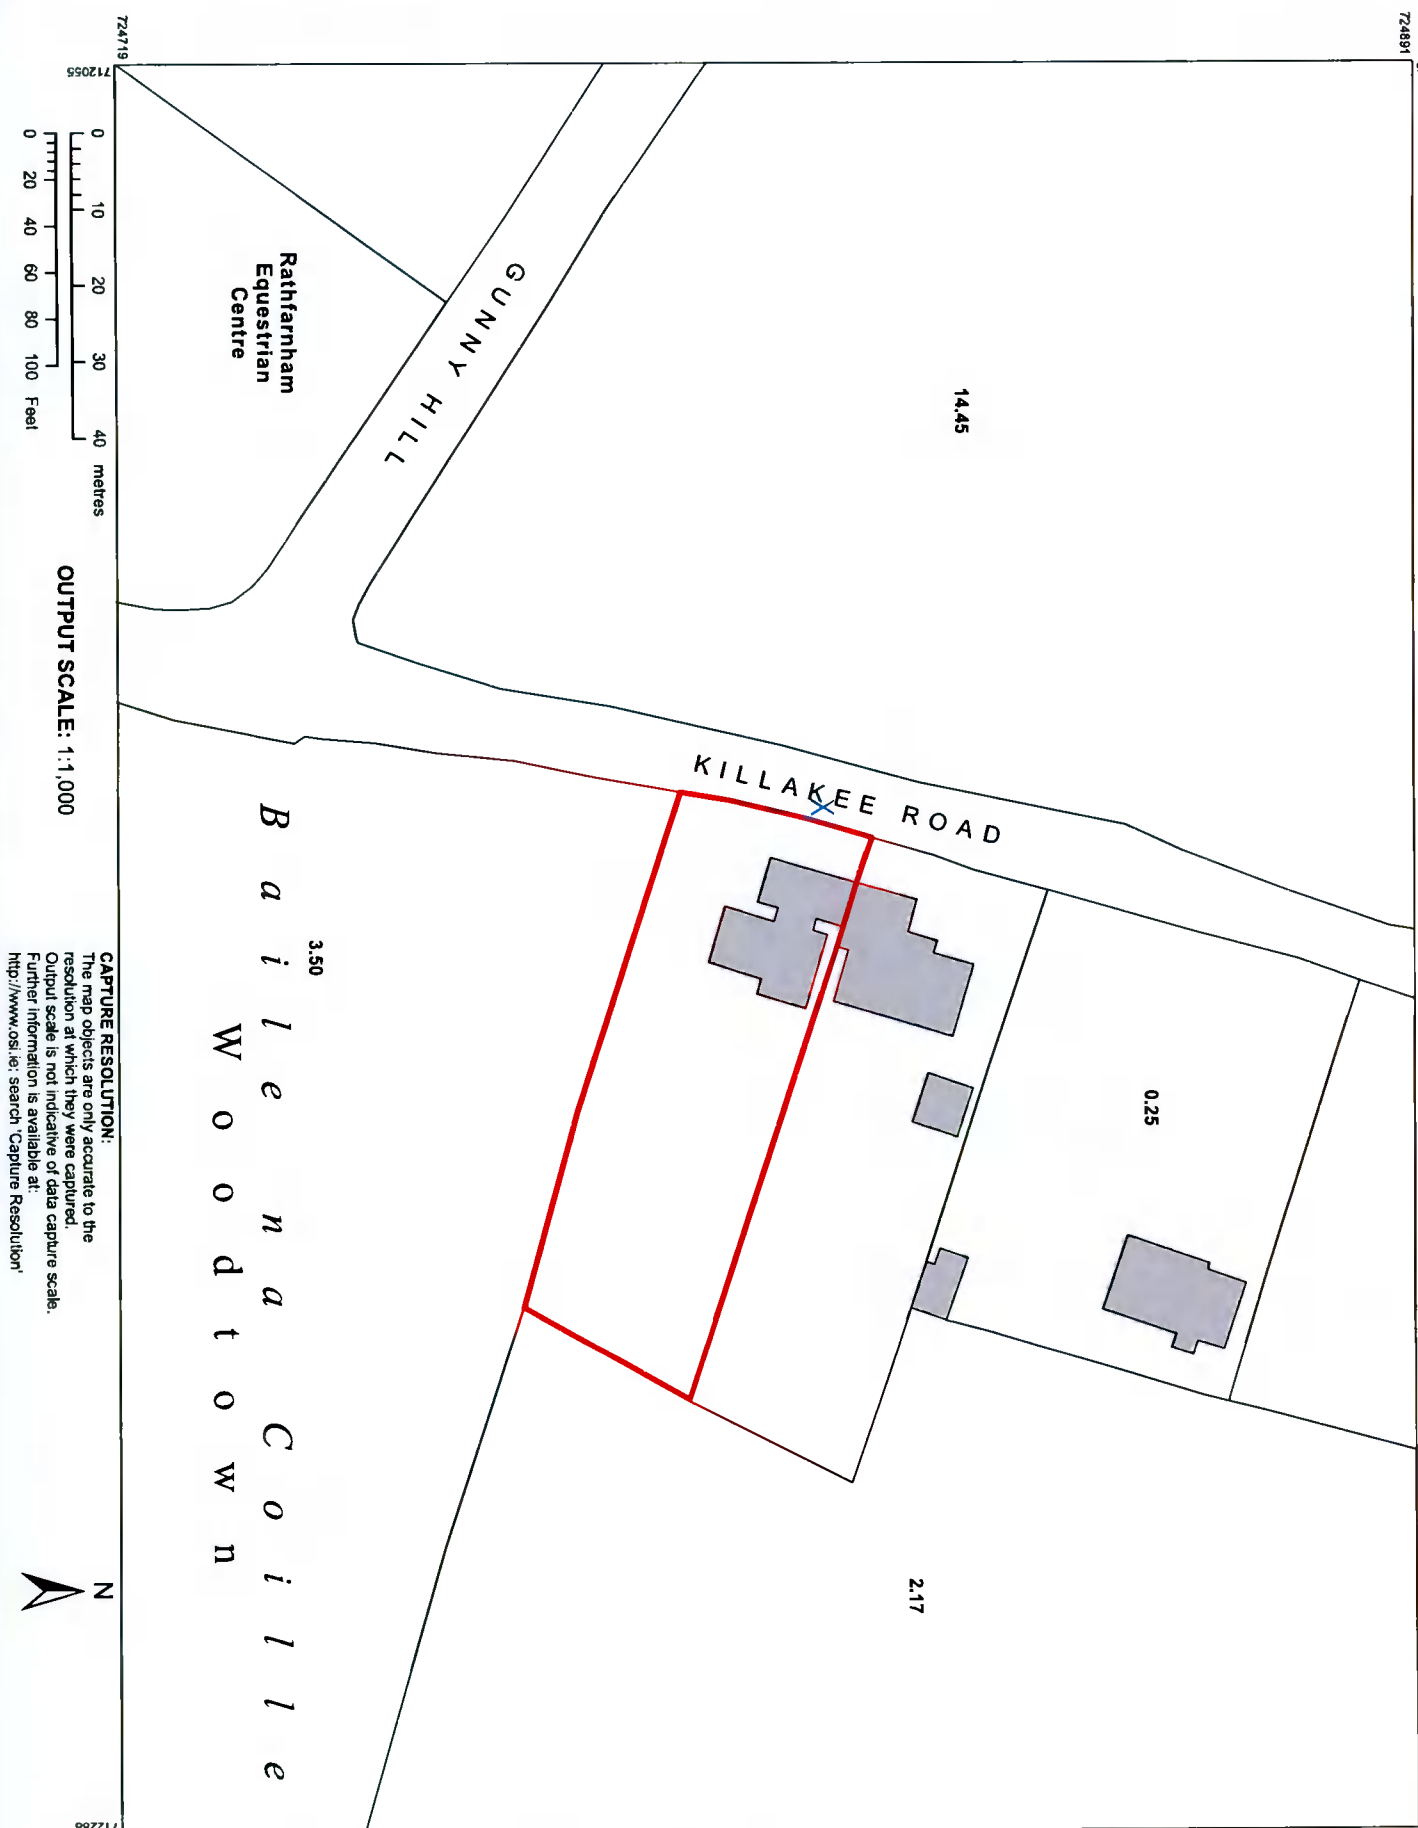 724719
712055
724891
14.45
GUNNY HILL
Rathfarnham
Equestrian
Centre
KILLAKEE ROAD
0.25
3.50
Baile na Coille
Woodtown
2.17
0 10 20 30 40 metres
0 20 40 60 80 100 Feet
OUTPUT SCALE: 1:1,000
CAPTURE RESOLUTION:
The map objects are only accurate to the
resolution at which they were captured.
Output scale is not indicative of data capture scale.
Further information is available at:
http://www.osi.ie; search 'Capture Resolution'
N